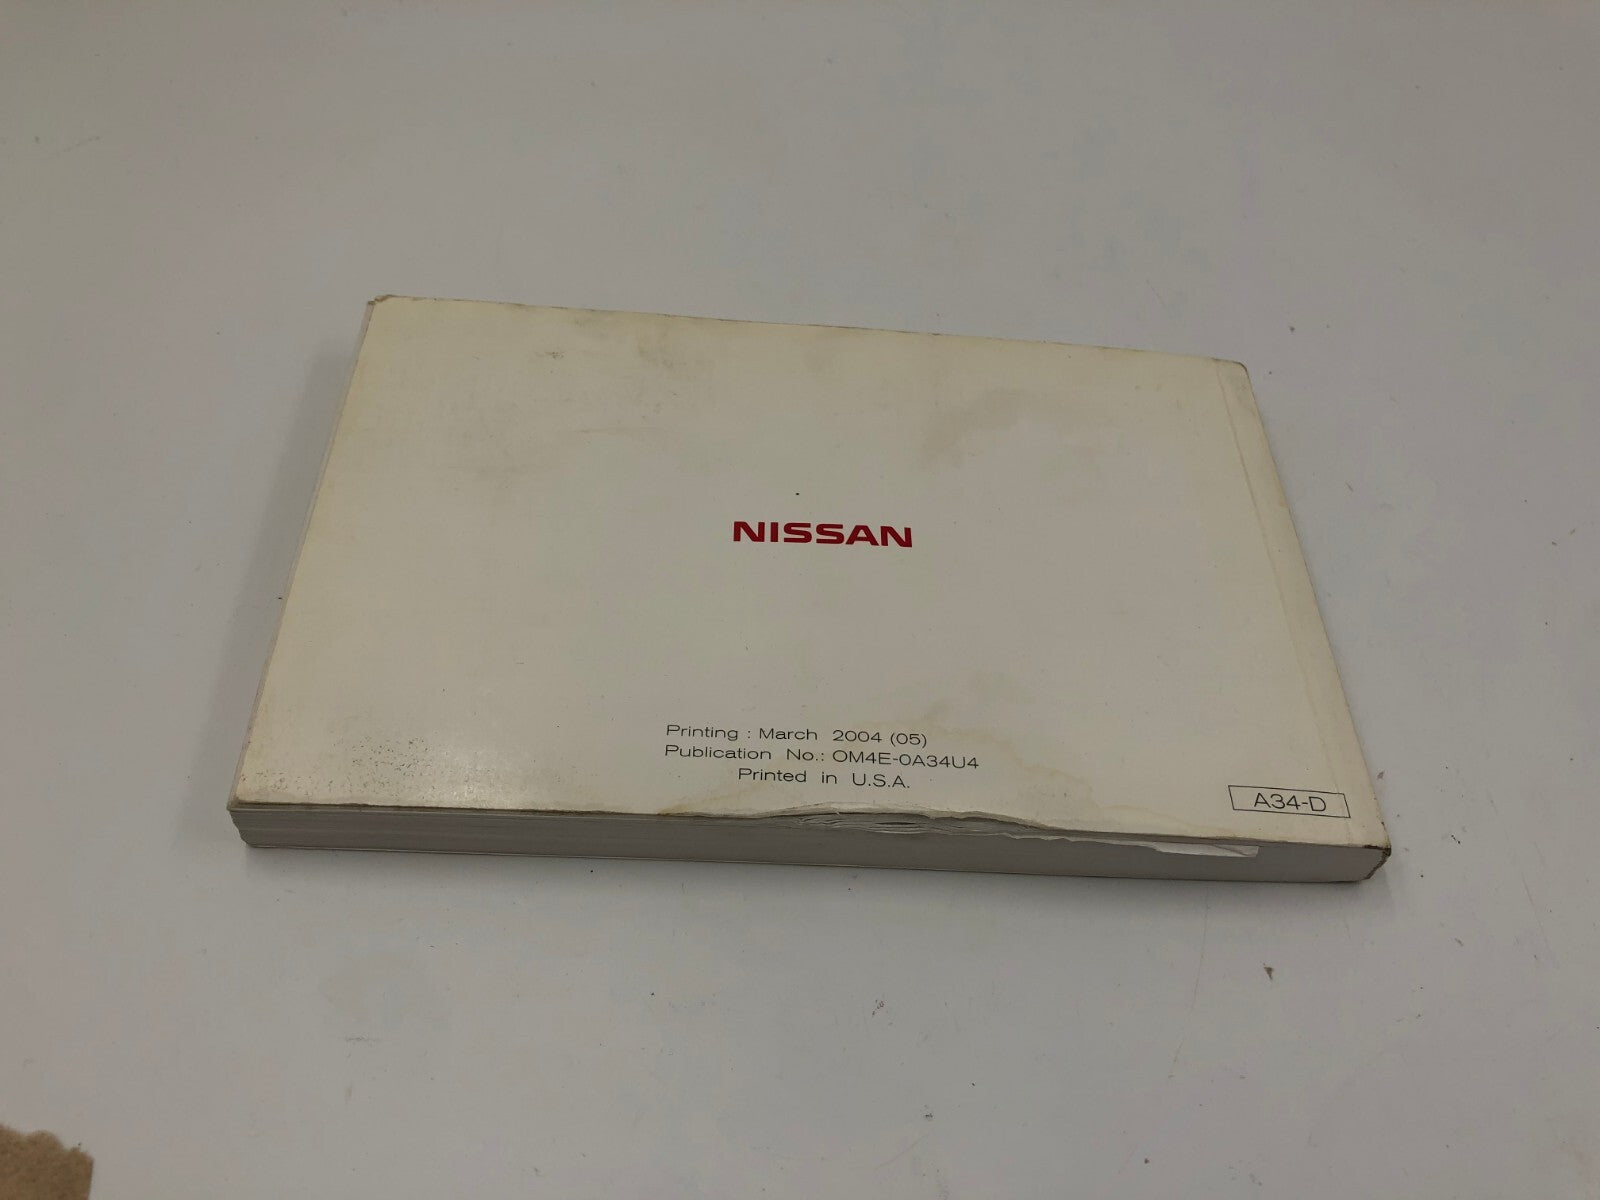 NISSAN
Printing : March 2004 (05)
Publication No.: OM4E-0A34U4
Printed in U.S.A.
A34-D